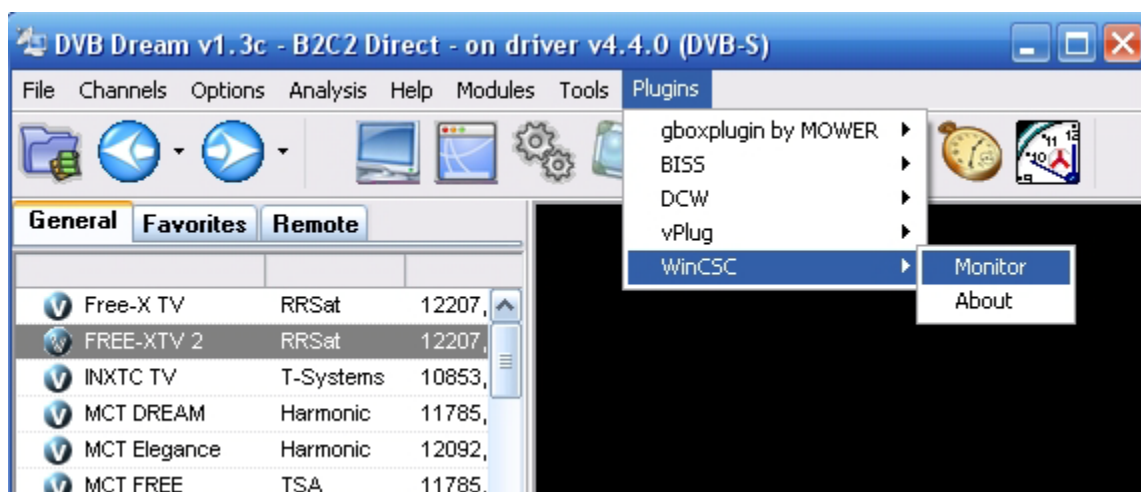 DVB Dream v1.3c - B2C2 Direct - on driver v4.4.0 (DVB-S)
File Channels Options Analysis Help Modules Tools Plugins
gboxplugin by MOWER
BISS
DCW
vPlug
WinCSC
Monitor
About
General Favorites Remote
Free-X TV RRSat 12207,
FREE-XTV 2 RRSat 12207,
INXTC TV T-Systems 10853,
MCT DREAM Harmonic 11785,
MCT Elegance Harmonic 12092,
MCT FREE TSA 11785,